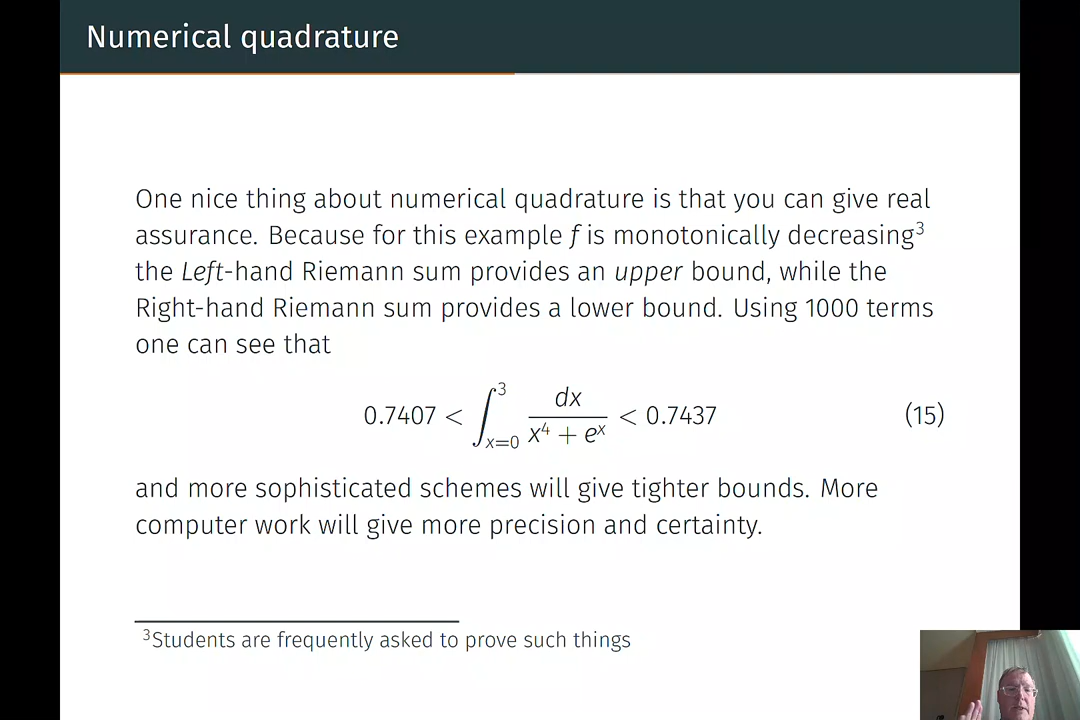 Numerical quadrature
One nice thing about numerical quadrature is that you can give real
assurance. Because for this example f is monotonically decreasing³
the Left-hand Riemann sum provides an upper bound, while the
Right-hand Riemann sum provides a lower bound. Using 1000 terms
one can see that
0.7407 < ∫_{x=0}^{3} dx/(x⁴ + eˣ) < 0.7437 (15)
and more sophisticated schemes will give tighter bounds. More
computer work will give more precision and certainty.
³Students are frequently asked to prove such things